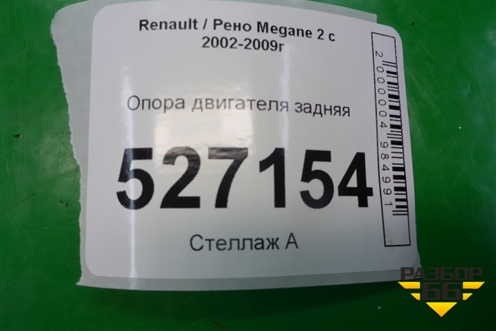 Renault / Рено Megane 2 с
2002-2009г
Опора двигателя задняя
527154
Стеллаж А
2000004984991
РАЗБОР
66